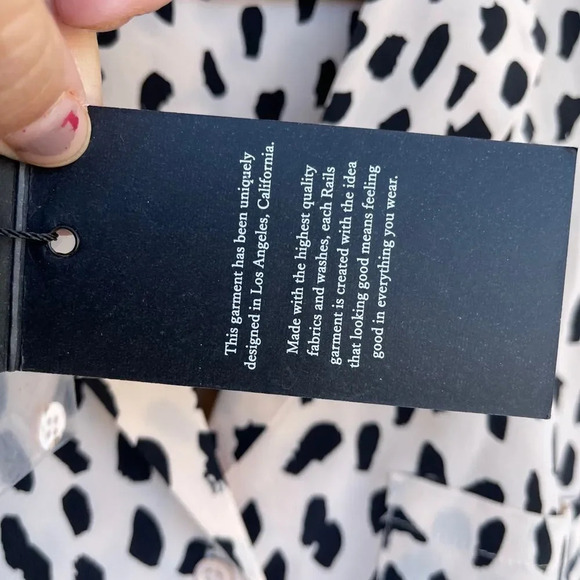 This garment has been uniquely
designed in Los Angeles, California.
Made with the highest quality
fabrics and washes, each Rails
garment is created with the idea
that looking good means feeling
good in everything you wear.